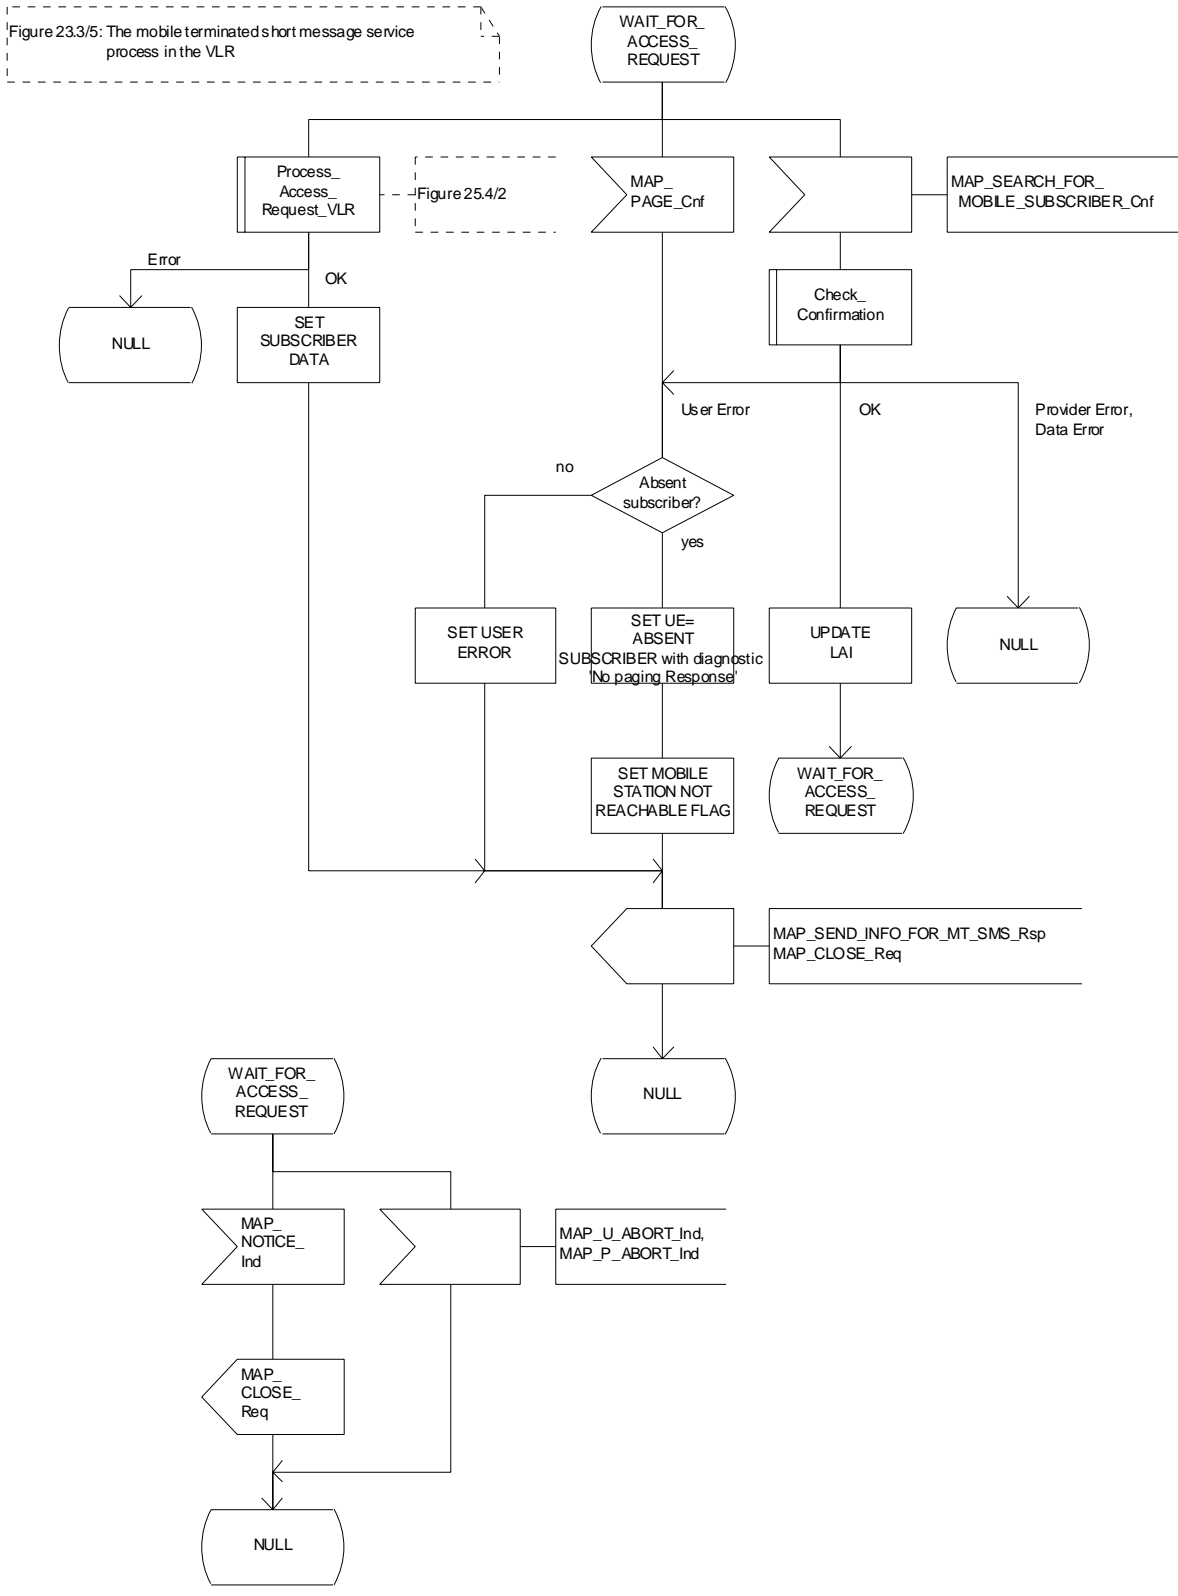 Figure 23.3/5: The mobile terminated short message service
process in the VLR
WAIT_FOR_
ACCESS_
REQUEST
Process_
Access_
Request_VLR
Figure 25.4/2
MAP_
PAGE_Cnf
MAP_SEARCH_FOR_
MOBILE_SUBSCRIBER_Cnf
Error
OK
Check_
Confirmation
NULL
SET
SUBSCRIBER
DATA
User Error
OK
Provider Error,
Data Error
no
Absent
subscriber?
yes
SET USER
ERROR
SET UE=
ABSENT
SUBSCRIBER with diagnostic
'No paging Response'
UPDATE
LAI
NULL
SET MOBILE
STATION NOT
REACHABLE FLAG
WAIT_FOR_
ACCESS_
REQUEST
MAP_SEND_INFO_FOR_MT_SMS_Rsp
MAP_CLOSE_Req
NULL
WAIT_FOR_
ACCESS_
REQUEST
MAP_
NOTICE_
Ind
MAP_U_ABORT_Ind,
MAP_P_ABORT_Ind
MAP_
CLOSE_
Req
NULL